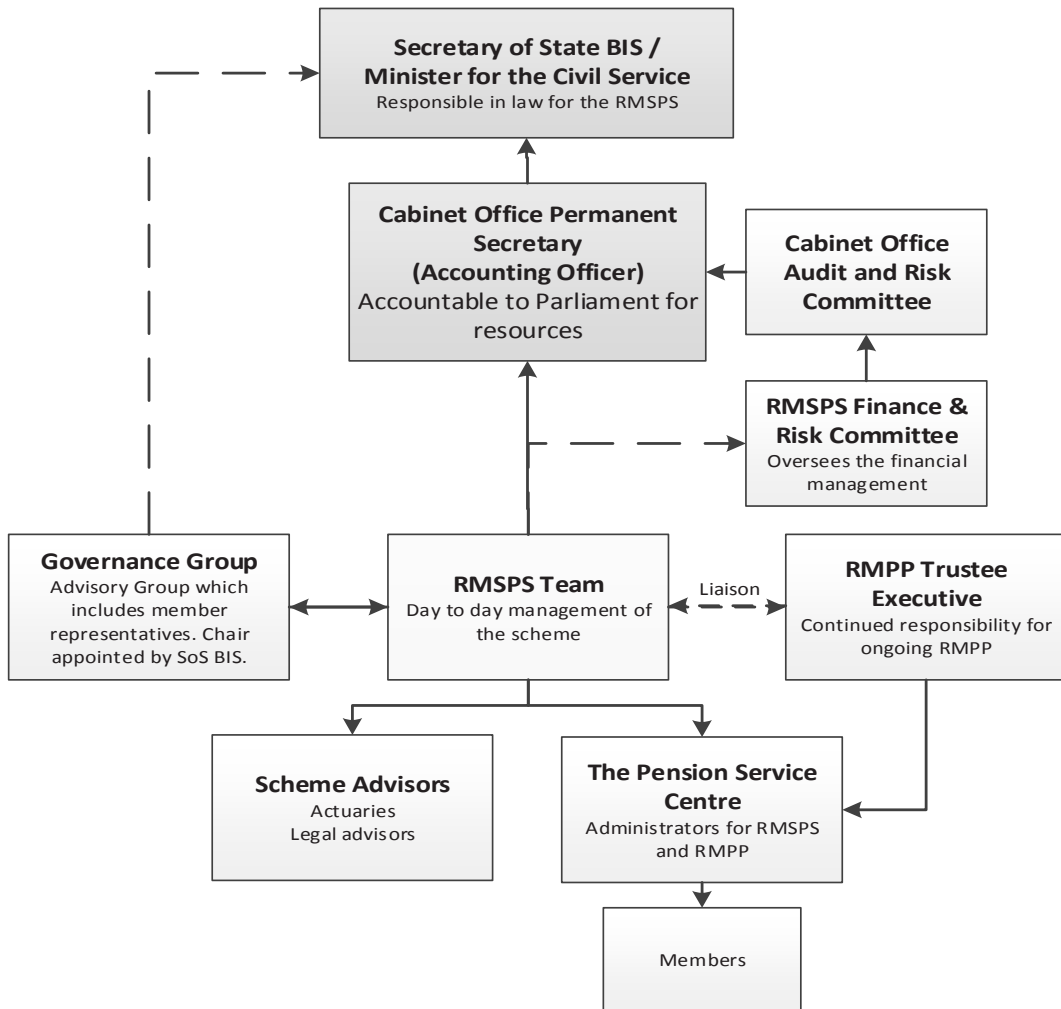 Secretary of State BIS /
Minister for the Civil Service
Responsible in law for the RMSPS
Cabinet Office Permanent
Secretary
(Accounting Officer)
Accountable to Parliament for
resources
Cabinet Office
Audit and Risk
Committee
RMSPS Finance &
Risk Committee
Oversees the financial
management
Governance Group
Advisory Group which
includes member
representatives. Chair
appointed by SoS BIS.
RMSPS Team
Day to day management of
the scheme
Liaison
RMPP Trustee
Executive
Continued responsibility for
ongoing RMPP
Scheme Advisors
Actuaries
Legal advisors
The Pension Service
Centre
Administrators for RMSPS
and RMPP
Members